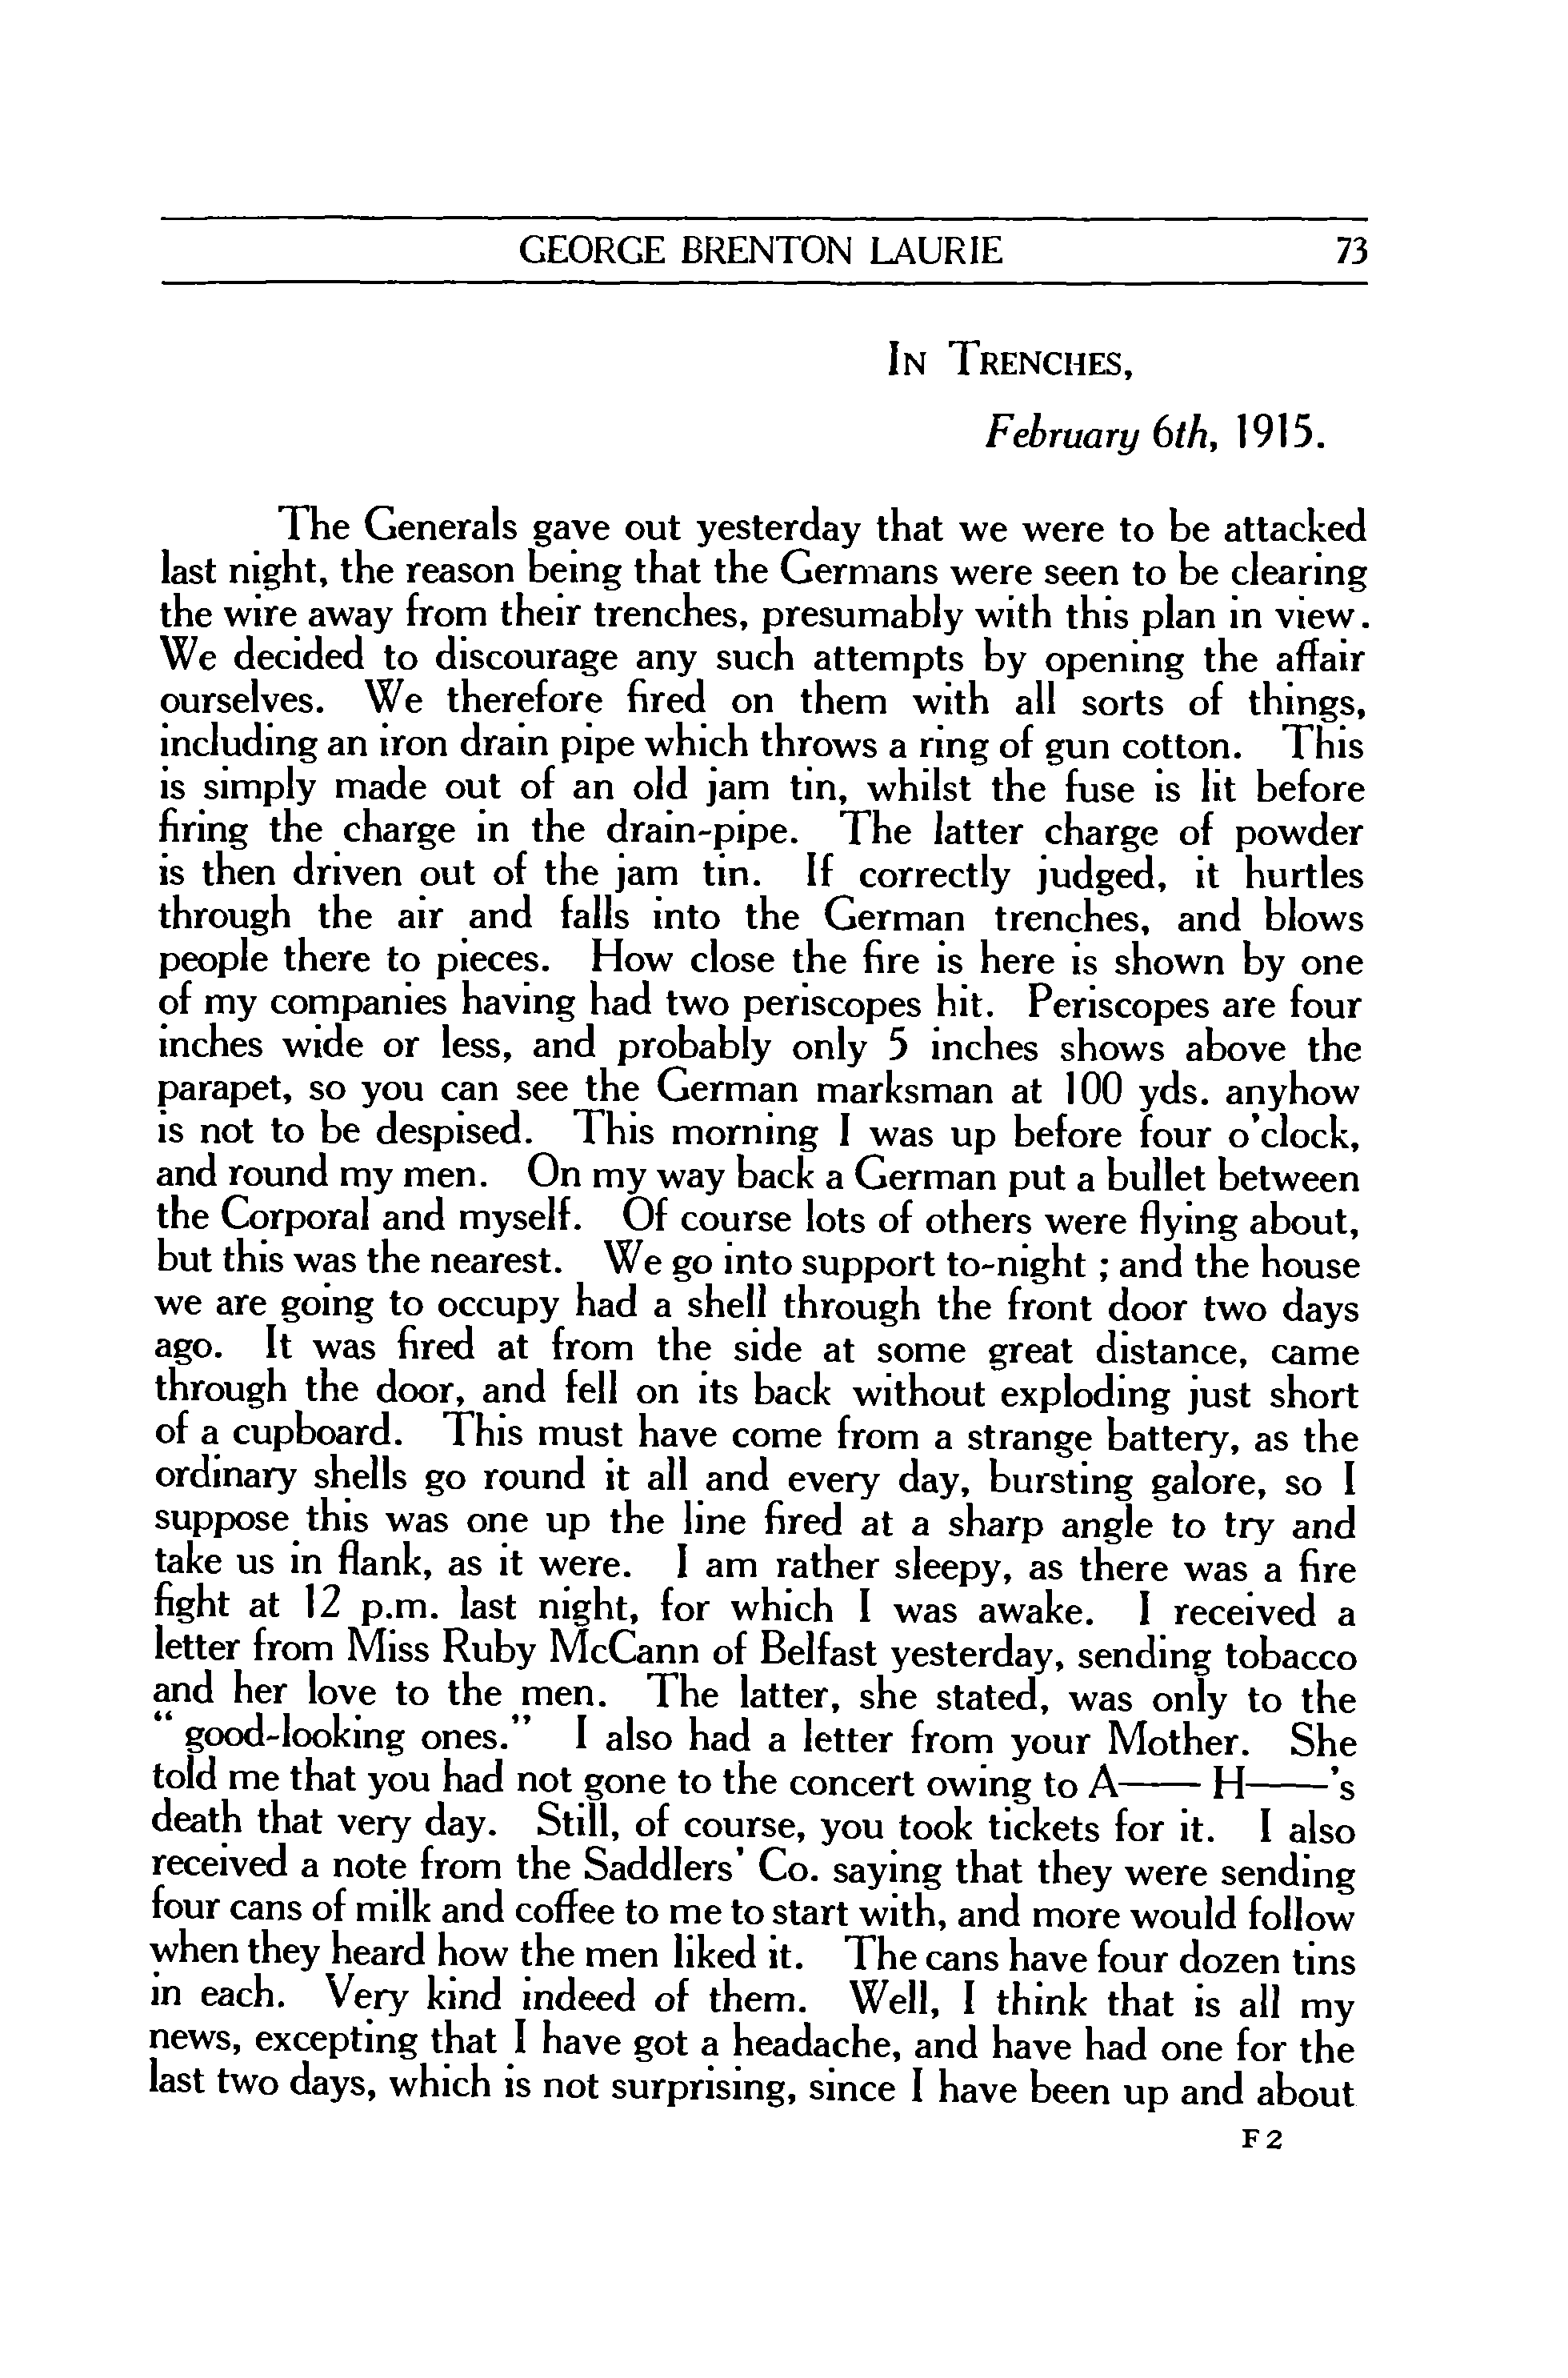 GEORGE BRENTON LAURIE 73
IN TRENCHES,
February 6th, 1915.
The Generals gave out yesterday that we were to be attacked
last night, the reason being that the Germans were seen to be clearing
the wire away from their trenches, presumably with this plan in view.
We decided to discourage any such attempts by opening the affair
ourselves. We therefore fired on them with all sorts of things,
including an iron drain pipe which throws a ring of gun cotton. This
is simply made out of an old jam tin, whilst the fuse is lit before
firing the charge in the drain-pipe. The latter charge of powder
is then driven out of the jam tin. If correctly judged, it hurtles
through the air and falls into the German trenches, and blows
people there to pieces. How close the fire is here is shown by one
of my companies having had two periscopes hit. Periscopes are four
inches wide or less, and probably only 5 inches shows above the
parapet, so you can see the German marksman at 100 yds. anyhow
is not to be despised. This morning I was up before four o'clock,
and round my men. On my way back a German put a bullet between
the Corporal and myself. Of course lots of others were flying about,
but this was the nearest. We go into support to-night ; and the house
we are going to occupy had a shell through the front door two days
ago. It was fired at from the side at some great distance, came
through the door, and fell on its back without exploding just short
of a cupboard. This must have come from a strange battery, as the
ordinary shells go round it all and every day, bursting galore, so I
suppose this was one up the line fired at a sharp angle to try and
take us in flank, as it were. I am rather sleepy, as there was a fire
fight at 12 p.m. last night, for which I was awake. I received a
letter from Miss Ruby McCann of Belfast yesterday, sending tobacco
and her love to the men. The latter, she stated, was only to the
“ good-looking ones.” I also had a letter from your Mother. She
told me that you had not gone to the concert owing to A—— H——'s
death that very day. Still, of course, you took tickets for it. I also
received a note from the Saddlers' Co. saying that they were sending
four cans of milk and coffee to me to start with, and more would follow
when they heard how the men liked it. The cans have four dozen tins
in each. Very kind indeed of them. Well, I think that is all my
news, excepting that I have got a headache, and have had one for the
last two days, which is not surprising, since I have been up and about
F 2